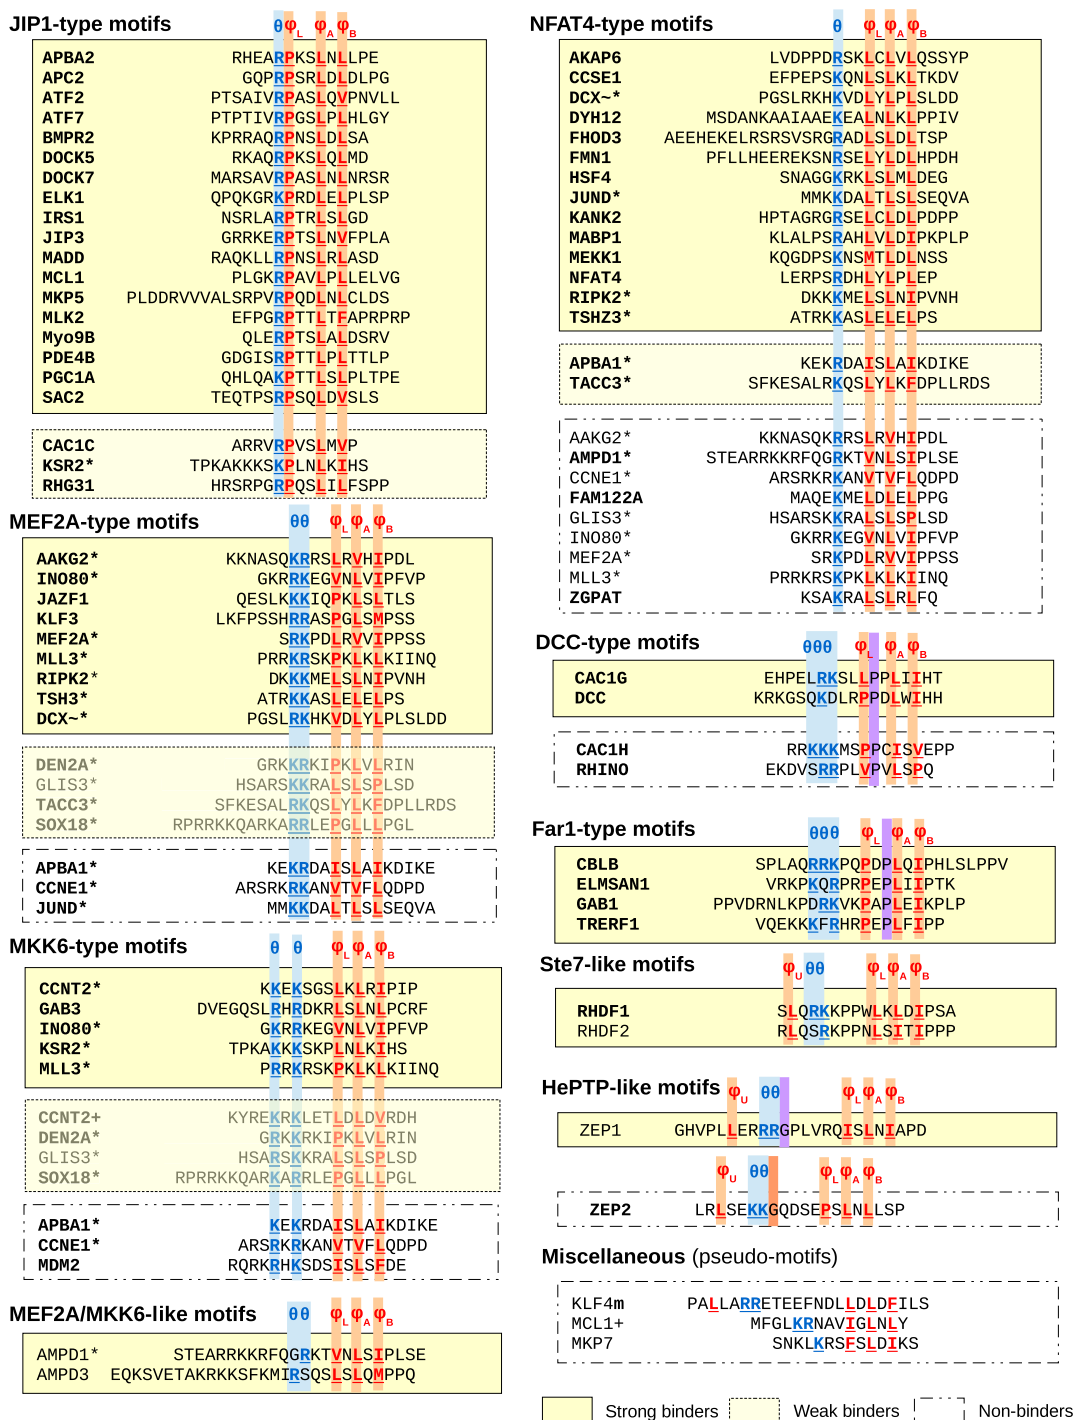 JIP1-type motifs
θ φL φA φB
APBA2 RHEARPKSLNLLPE
APC2 GQPRPSRLDLDLPG
ATF2 PTSAIVRPASLQVPNVLL
ATF7 PTPTIVRPGSLPLHLGY
BMPR2 KPRRAQRPNSLDLSA
DOCK5 RKAQRPKSLQLMD
DOCK7 MARSAVRPASLNLNRSR
ELK1 QPQKGRKPRDLELPLSP
IRS1 NSRLARPTRLSLGD
JIP3 GRRKERPTSLNVFPLA
MADD RAQKLLRPNSLRLASD
MCL1 PLGKRPAVLPLLELVG
MKP5 PLDDRVVVALSRPVRPQDLNLCLDS
MLK2 EFPGRPTTLTFAPRPRP
Myo9B QLERPTSLALDSRV
PDE4B GDGISRPTTLPLTTLP
PGC1A QHLQAKPTTLSLPLTPE
SAC2 TEQTPSRPSQLDVSLS
CAC1C ARRVRPVSLMVP
KSR2* TPKAKKKSKPLNLKIHS
RHG31 HRSRPGRPQSLILFSPP
MEF2A-type motifs
θθ φL φA φB
AAKG2* KKNASQKRRSLRVHIPDL
INO80* GKRRKEGVNLVIPFVP
JAZF1 QESLKKKIQPKLSLTLS
KLF3 LKFPSSHRRASPGLSMPSS
MEF2A* SRKPDLRVVIPPSS
MLL3* PRRKRSKPKLKLKIINQ
RIPK2* DKKKMELSLNIPVNH
TSH3* ATRKKASLELELPS
DCX~* PGSLRKHKVDLYLPLSLDD
DEN2A* GRKKRKIPKLVLRIN
GLIS3* HSARSKKRALSLSPLSD
TACC3* SFKESALRKQSLYLKFDPLLRDS
SOX18* RPRRKKQARKARRLEPGLLLPGL
APBA1* KEKRDAISLAIKDIKE
CCNE1* ARSRKRKANVTVFLQDPD
JUND* MMKKDALTLSLSEQVA
MKK6-type motifs
θ θ φL φA φB
CCNT2* KKEKSGSLKLRIPIP
GAB3 DVEGQSLRHRDKRLSLNLPCRF
INO80* GKRRKEGVNLVIPFVP
KSR2* TPKAKKKSKPLNLKIHS
MLL3* PRRKRSKPKLKLKIINQ
CCNT2+ KYREKRKLETLDLDVRDH
DEN2A* GRKKRKIPKLVLRIN
GLIS3* HSARSKKRALSLSPLSD
SOX18* RPRRKKQARKARRLEPGLLLPGL
APBA1* KEKRDAISLAIKDIKE
CCNE1* ARSRKRKANVTVFLQDPD
MDM2 RQRKRHKSDSISLSFDE
MEF2A/MKK6-like motifs
θθ φL φA φB
AMPD1* STEARRKKRFQGRKTVNLSIPLSE
AMPD3 EQKSVETAKRKKSFKMIRSQSLSLQMPPQ
NFAT4-type motifs
θ φL φA φB
AKAP6 LVDPPDRSKLCLVLQSSYP
CCSE1 EFPEPSKQNLSLKLTKDV
DCX~* PGSLRKHKVDLYLPLSLDD
DYH12 MSDANKAAIAAEKEALNLKLPPIV
FHOD3 AEEHEKELRSRSVSRGRADLSLDLTSP
FMN1 PFLLHEEREKSNRSELYLDLHPDH
HSF4 SNAGGKRKLSLMLDEG
JUND* MMKKDALTLSLSEQVA
KANK2 HPTAGRGRSELCLDLPDPP
MABP1 KLALPSRAHLVLDIPKPLP
MEKK1 KQGDPSKNSMTLDLNSS
NFAT4 LERPSRDHLYLPLEP
RIPK2* DKKKMELSLNIPVNH
TSHZ3* ATRKKASLELELPS
APBA1* KEKRDAISLAIKDIKE
TACC3* SFKESALRKQSLYLKFDPLLRDS
AAKG2* KKNASQKRRSLRVHIPDL
AMPD1* STEARRKKRFQGRKTVNLSIPLSE
CCNE1* ARSRKRKANVTVFLQDPD
FAM122A MAQEKMELDLELPPG
GLIS3* HSARSKKRALSLSPLSD
INO80* GKRRKEGVNLVIPFVP
MEF2A* SRKPDLRVVIPPSS
MLL3* PRRKRSKPKLKLKIINQ
ZGPAT KSAKRALSLRLFQ
DCC-type motifs
θθθ φL φA φB
CAC1G EHPELRKSLLPPLIIHT
DCC KRKGSQKDLRPPDLWIHH
CAC1H RRKKKMSPPCISVEPP
RHINO EKDVSRRPLVPVLSPQ
Far1-type motifs
θθθ φL φA φB
CBLB SPLAQRRKPQPDPLQIPHLSLPPV
ELMSAN1 VRKPKQRPRPEPLIIPTK
GAB1 PPVDRNLKPDRKVKPAPLEIKPLP
TRERF1 VQEKKKFRHRPEPLFIPP
Ste7-like motifs
φU θθ φL φA φB
RHDF1 SLQRKKPPWLKLDIPSA
RHDF2 RLQSRKPPNLSITIPPP
HePTP-like motifs
φU θθ φL φA φB
ZEP1 GHVPLLERRRGPLVRQISLNIAPD
φU θθ φL φA φB
ZEP2 LRLSEKKGQDSEPSLNLLSP
Miscellaneous (pseudo-motifs)
KLF4m PALLARRETEEFNDLLDLDFILS
MCL1+ MFGLKRNAVIGLNLY
MKP7 SNKLKRSFSLDIKS
Strong binders Weak binders Non-binders